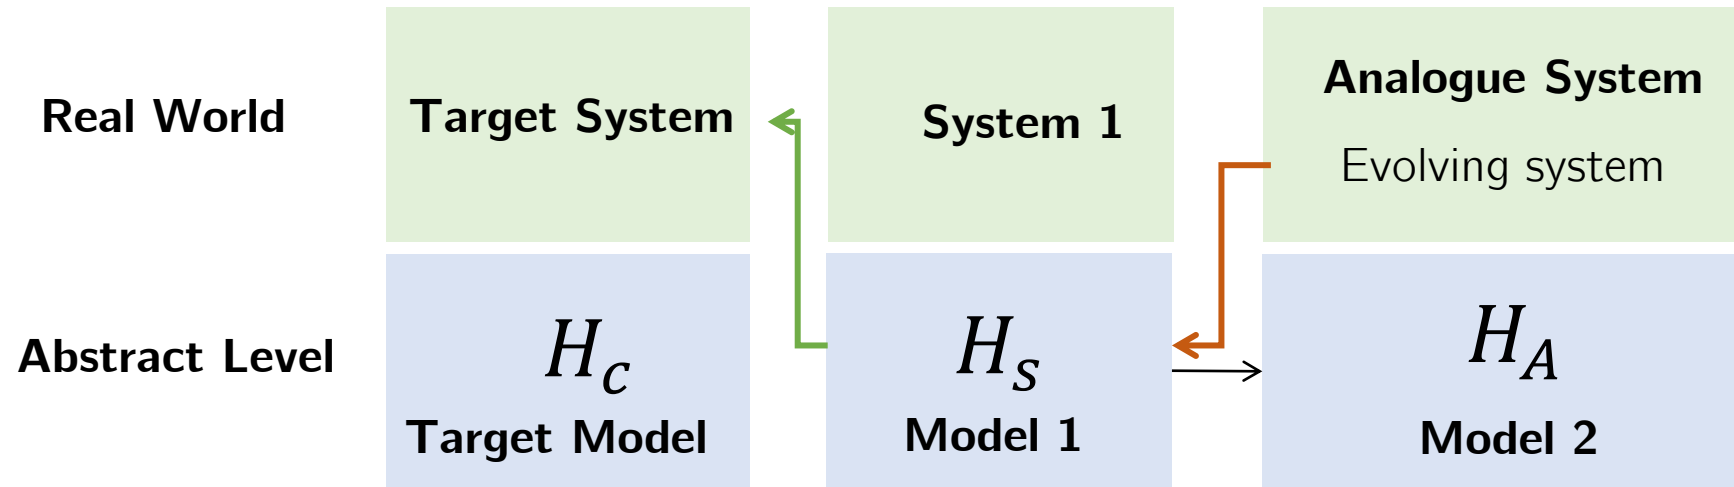 Real World
Target System
System 1
Analogue System
Evolving system
Abstract Level
H_c
Target Model
H_s
Model 1
H_A
Model 2